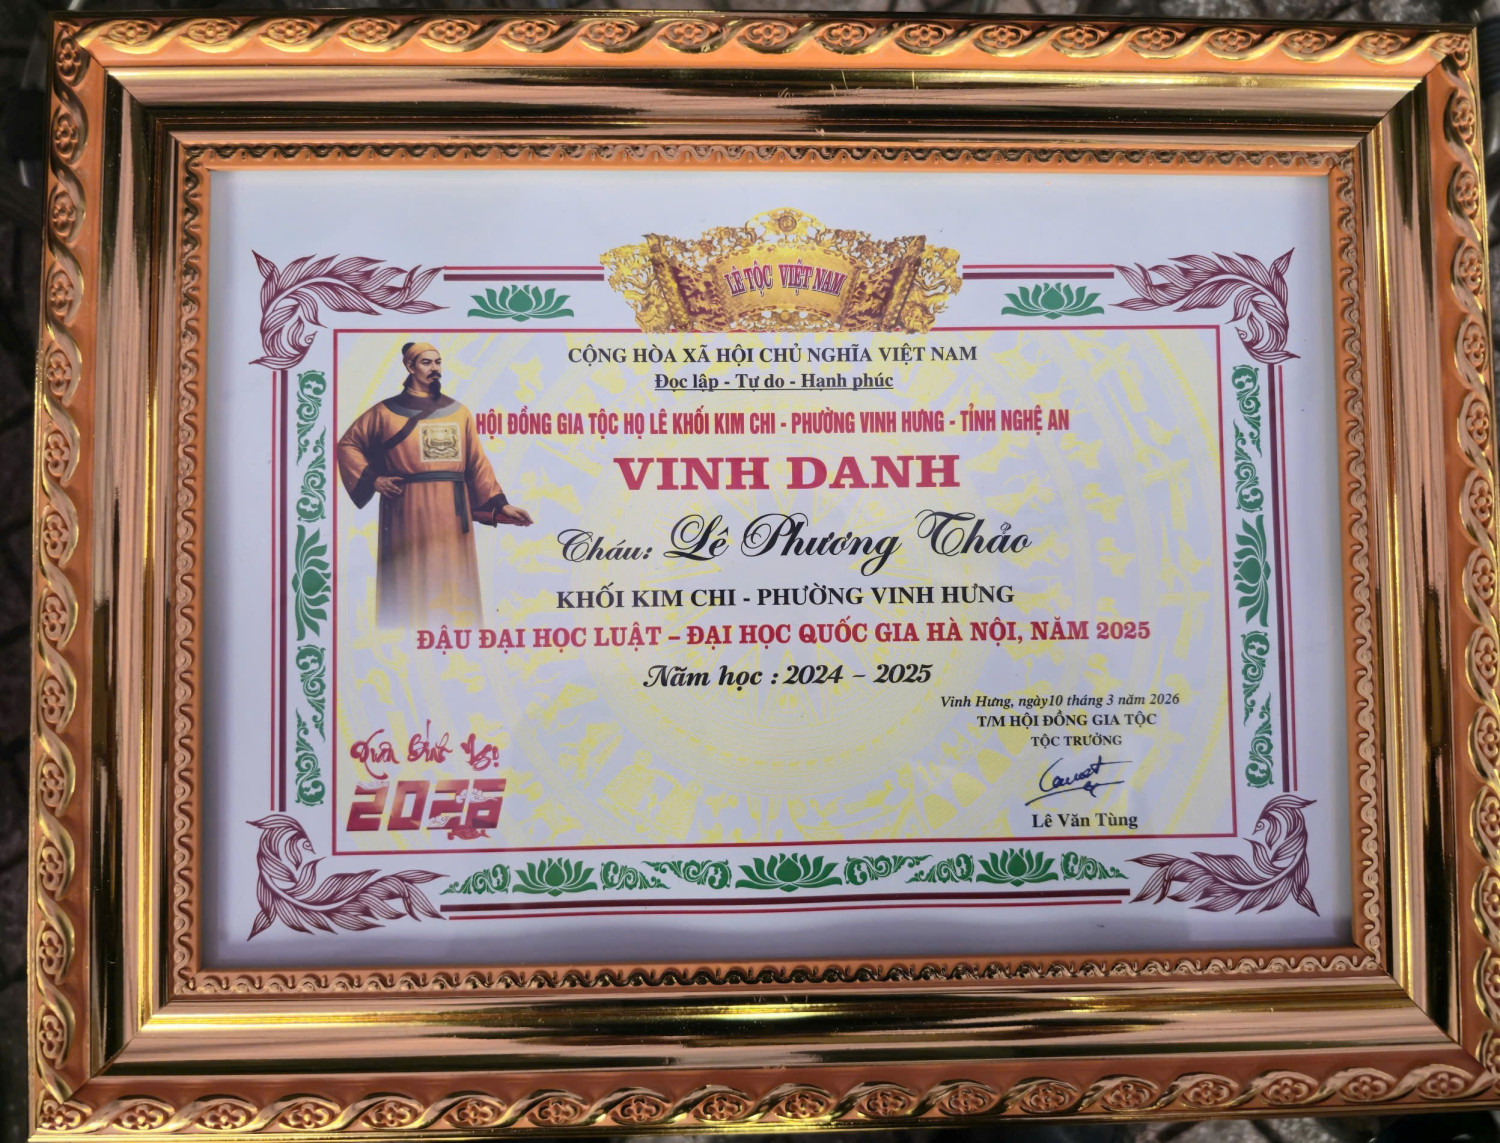 LÊ TỘC VIỆT NAM
CỘNG HÒA XÃ HỘI CHỦ NGHĨA VIỆT NAM
Đọc lập - Tự do - Hạnh phúc
HỘI ĐỒNG GIA TỘC HỌ LÊ KHỐI KIM CHI - PHƯỜNG VINH HƯNG - TỈNH NGHỆ AN
VINH DANH
Cháu: Lê Phương Thảo
KHỐI KIM CHI - PHƯỜNG VINH HƯNG
ĐẬU ĐẠI HỌC LUẬT – ĐẠI HỌC QUỐC GIA HÀ NỘI, NĂM 2025
Năm học : 2024 – 2025
Vinh Hưng, ngày10 tháng 3 năm 2026
T/M HỘI ĐỒNG GIA TỘC
TỘC TRƯỞNG
Lê Văn Tùng
Xuân Bính Ngọ
2026